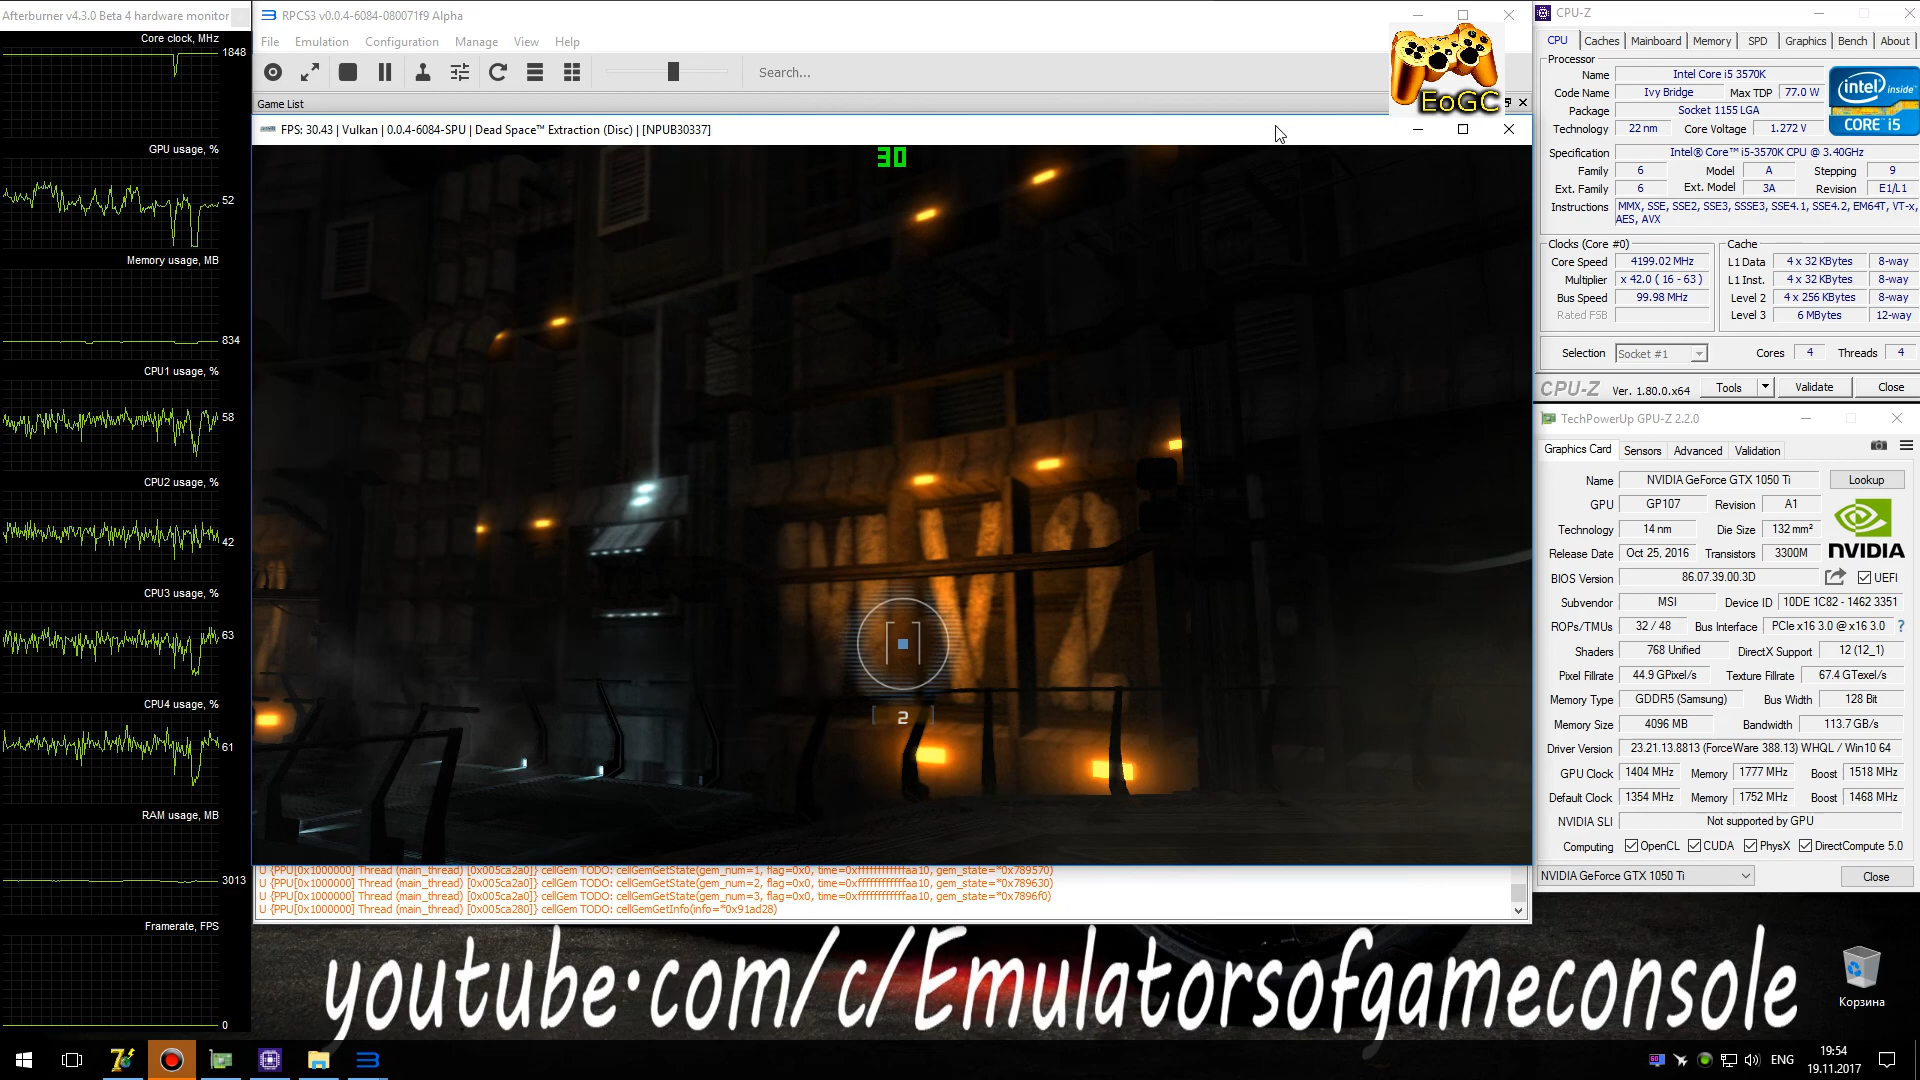 Afterburner v4.3.0 Beta 4 hardware monitor
Core clock, MHz
1848
GPU usage, %
52
Memory usage, MB
834
CPU1 usage, %
58
CPU2 usage, %
42
CPU3 usage, %
63
CPU4 usage, %
61
RAM usage, MB
3013
Framerate, FPS
0
RPCS3 v0.0.4-6084-080071f9 Alpha
File Emulation Configuration Manage View Help
Search...
EoGC
Game List
FPS: 30.43 | Vulkan | 0.0.4-6084-SPU | Dead Space™ Extraction (Disc) | [NPUB30337]
30
2
U {PPU[0x1000000] Thread (main_thread) [0x005ca2a0]} cellGem TODO: cellGemGetState(gem_num=1, flag=0x0, time=0xffffffffffffaa10, gem_state=*0x789570)
U {PPU[0x1000000] Thread (main_thread) [0x005ca2a0]} cellGem TODO: cellGemGetState(gem_num=2, flag=0x0, time=0xffffffffffffaa10, gem_state=*0x789630)
U {PPU[0x1000000] Thread (main_thread) [0x005ca2a0]} cellGem TODO: cellGemGetState(gem_num=3, flag=0x0, time=0xffffffffffffaa10, gem_state=*0x7896f0)
U {PPU[0x1000000] Thread (main_thread) [0x005ca280]} cellGem TODO: cellGemGetInfo(info=*0x91ad28)
CPU-Z
CPU Caches Mainboard Memory SPD Graphics Bench About
Processor
Name Intel Core i5 3570K
Code Name Ivy Bridge Max TDP 77.0 W
Package Socket 1155 LGA
Technology 22 nm Core Voltage 1.272 V
intel inside™
CORE i5
Specification Intel® Core™ i5-3570K CPU @ 3.40GHz
Family 6 Model A Stepping 9
Ext. Family 6 Ext. Model 3A Revision E1/L1
Instructions MMX, SSE, SSE2, SSE3, SSSE3, SSE4.1, SSE4.2, EM64T, VT-x,
AES, AVX
Clocks (Core #0) Cache
Core Speed 4199.02 MHz L1 Data 4 x 32 KBytes 8-way
Multiplier x 42.0 ( 16 - 63 ) L1 Inst. 4 x 32 KBytes 8-way
Bus Speed 99.98 MHz Level 2 4 x 256 KBytes 8-way
Rated FSB Level 3 6 MBytes 12-way
Selection Socket #1 Cores 4 Threads 4
CPU-Z Ver. 1.80.0.x64 Tools Validate Close
TechPowerUp GPU-Z 2.2.0
Graphics Card Sensors Advanced Validation
Name NVIDIA GeForce GTX 1050 Ti Lookup
GPU GP107 Revision A1
Technology 14 nm Die Size 132 mm²
Release Date Oct 25, 2016 Transistors 3300M
NVIDIA
BIOS Version 86.07.39.00.3D UEFI
Subvendor MSI Device ID 10DE 1C82 - 1462 3351
ROPs/TMUs 32 / 48 Bus Interface PCIe x16 3.0 @ x16 3.0 ?
Shaders 768 Unified DirectX Support 12 (12_1)
Pixel Fillrate 44.9 GPixel/s Texture Fillrate 67.4 GTexel/s
Memory Type GDDR5 (Samsung) Bus Width 128 Bit
Memory Size 4096 MB Bandwidth 113.7 GB/s
Driver Version 23.21.13.8813 (ForceWare 388.13) WHQL / Win10 64
GPU Clock 1404 MHz Memory 1777 MHz Boost 1518 MHz
Default Clock 1354 MHz Memory 1752 MHz Boost 1468 MHz
NVIDIA SLI Not supported by GPU
Computing OpenCL CUDA PhysX DirectCompute 5.0
NVIDIA GeForce GTX 1050 Ti Close
youtube.com/c/Emulatorsofgameconsole
Корзина
ENG
19:54
19.11.2017